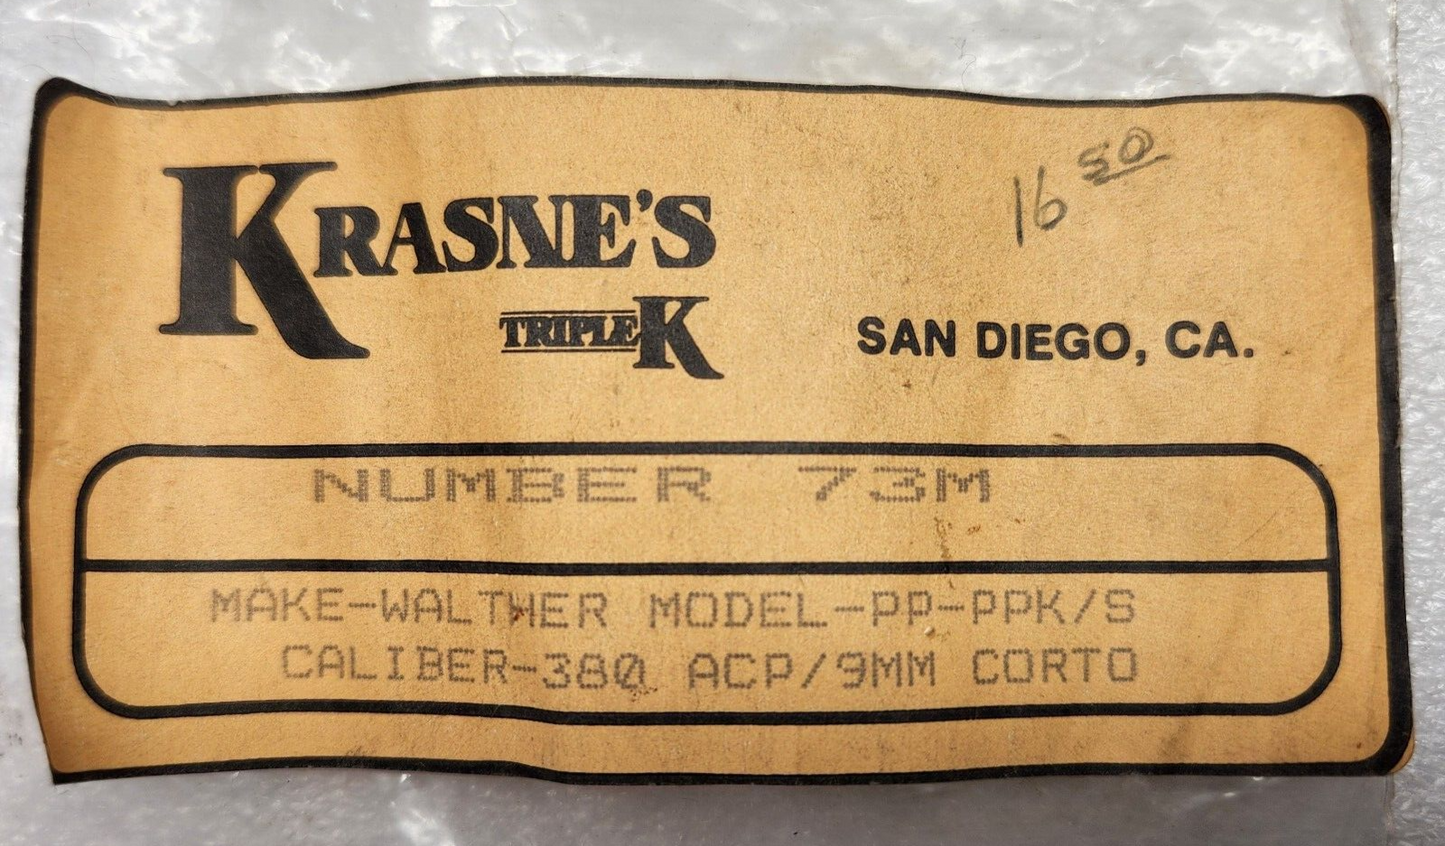 KRASNE'S
16 50
TRIPLE K
SAN DIEGO, CA.
NUMBER 73M
MAKE-WALTHER MODEL-PP-PPK/S
CALIBER-380 ACP/9MM CORTO